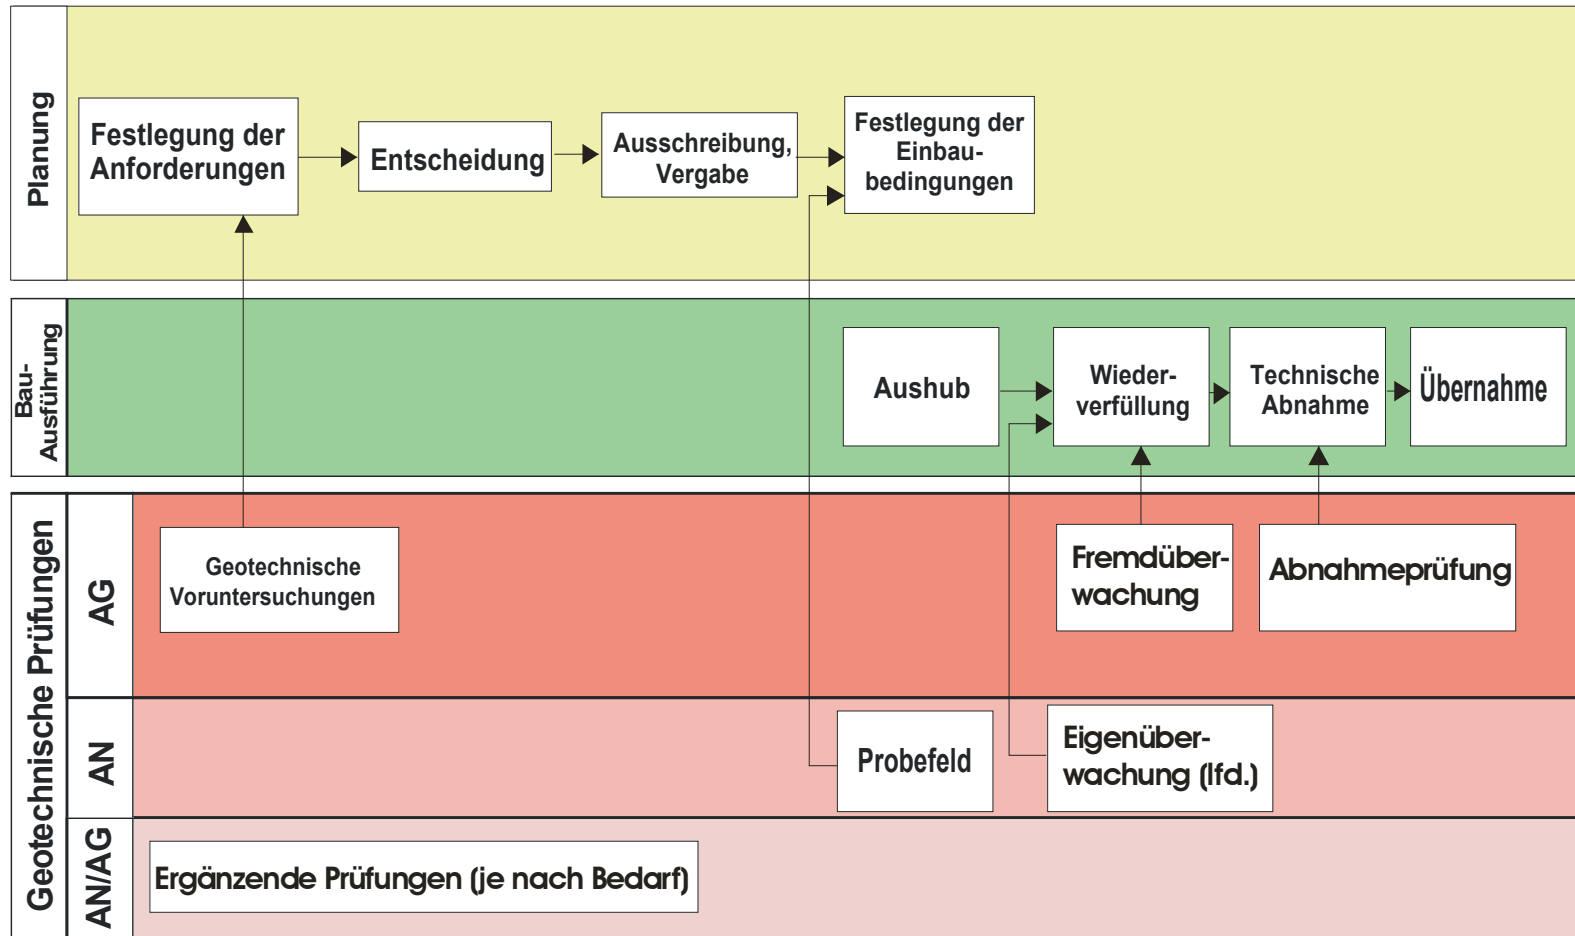 Planung
Festlegung der
Anforderungen
Entscheidung
Ausschreibung,
Vergabe
Festlegung der
Einbau-
bedingungen
Bau-
Ausführung
Aushub
Wieder-
verfüllung
Technische
Abnahme
Übernahme
Geotechnische Prüfungen
AG
Geotechnische
Voruntersuchungen
Fremdüber-
wachung
Abnahmeprüfung
AN
Probefeld
Eigenüber-
wachung (lfd.)
AN/AG
Ergänzende Prüfungen (je nach Bedarf)